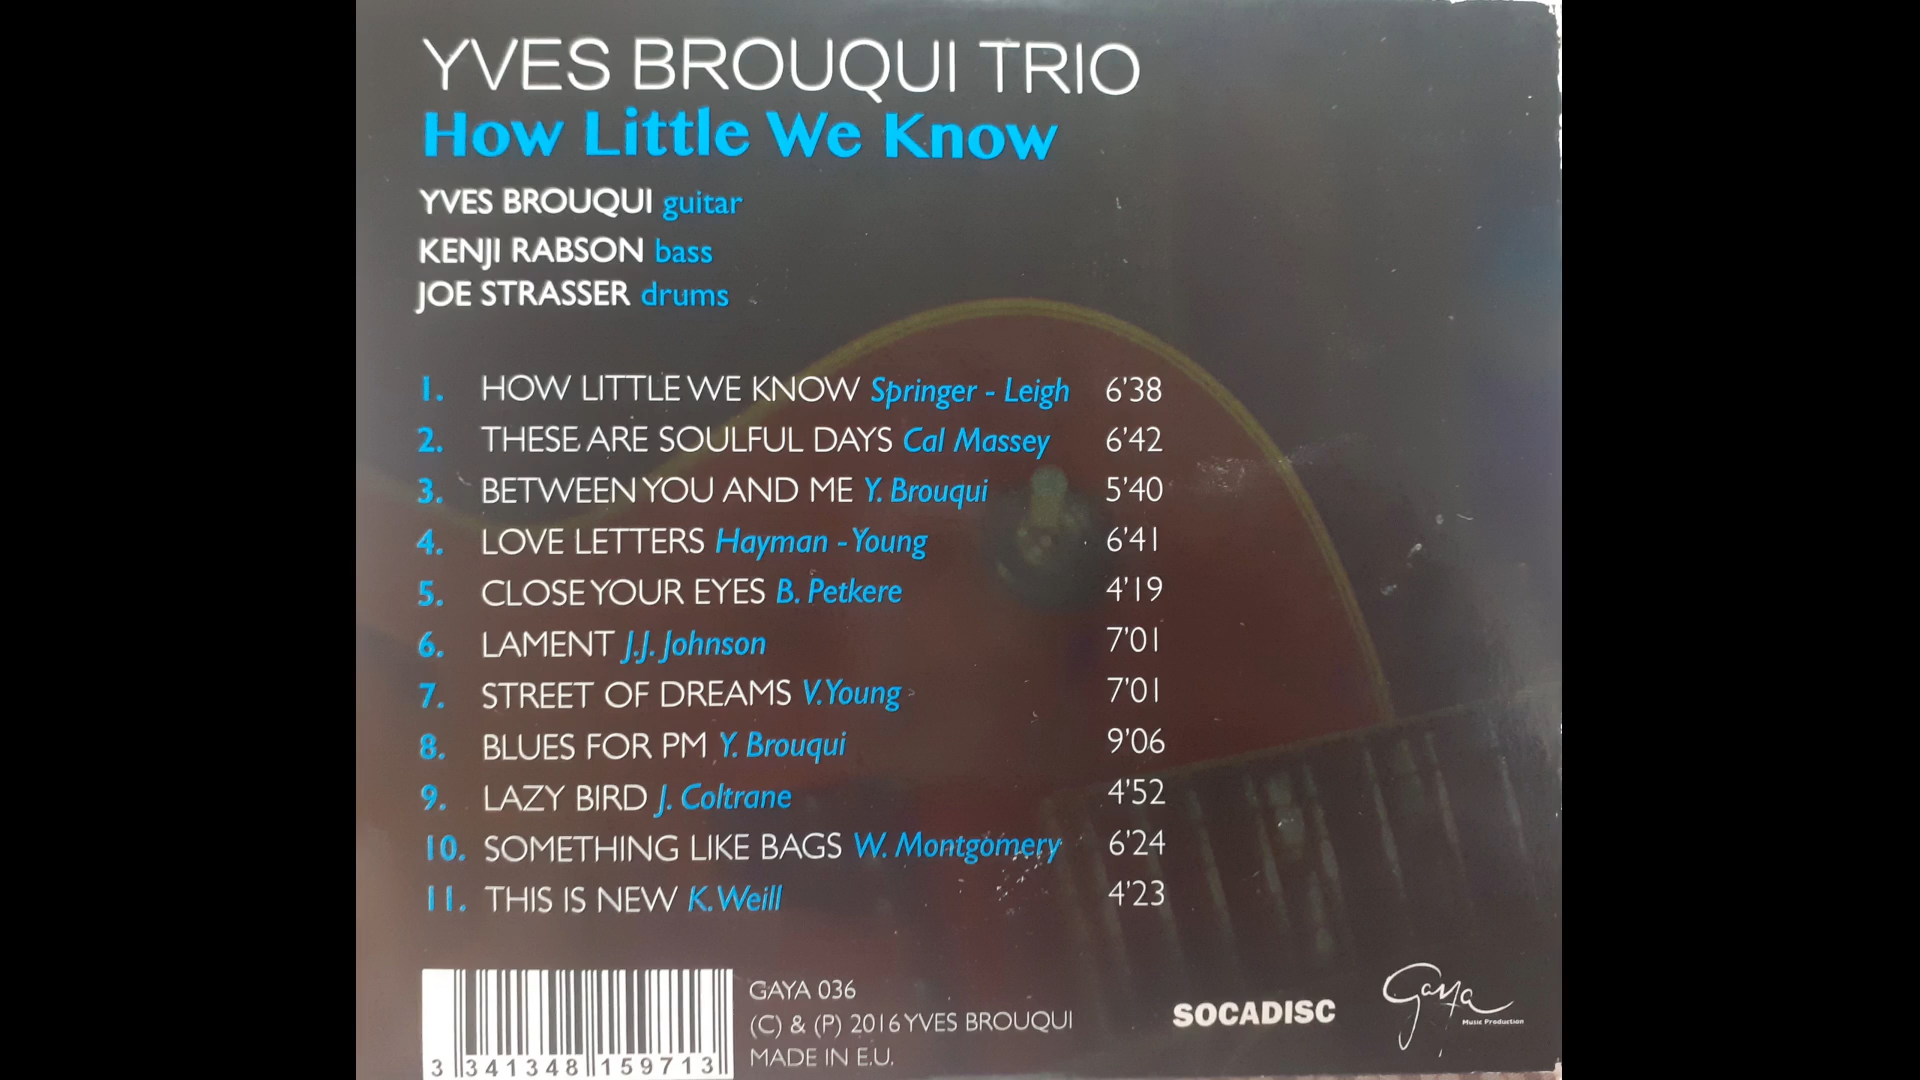 YVES BROUQUI TRIO
How Little We Know
YVES BROUQUI guitar
KENJI RABSON bass
JOE STRASSER drums
1. HOW LITTLE WE KNOW Springer - Leigh 6'38
2. THESE ARE SOULFUL DAYS Cal Massey 6'42
3. BETWEEN YOU AND ME Y. Brouqui 5'40
4. LOVE LETTERS Hayman - Young 6'41
5. CLOSE YOUR EYES B. Petkere 4'19
6. LAMENT J.J. Johnson 7'01
7. STREET OF DREAMS V. Young 7'01
8. BLUES FOR PM Y. Brouqui 9'06
9. LAZY BIRD J. Coltrane 4'52
10. SOMETHING LIKE BAGS W. Montgomery 6'24
11. THIS IS NEW K. Weill 4'23
3 341348 159713
GAYA 036
(C) & (P) 2016 YVES BROUQUI
MADE IN E.U.
SOCADISC
Gaya
Music Production